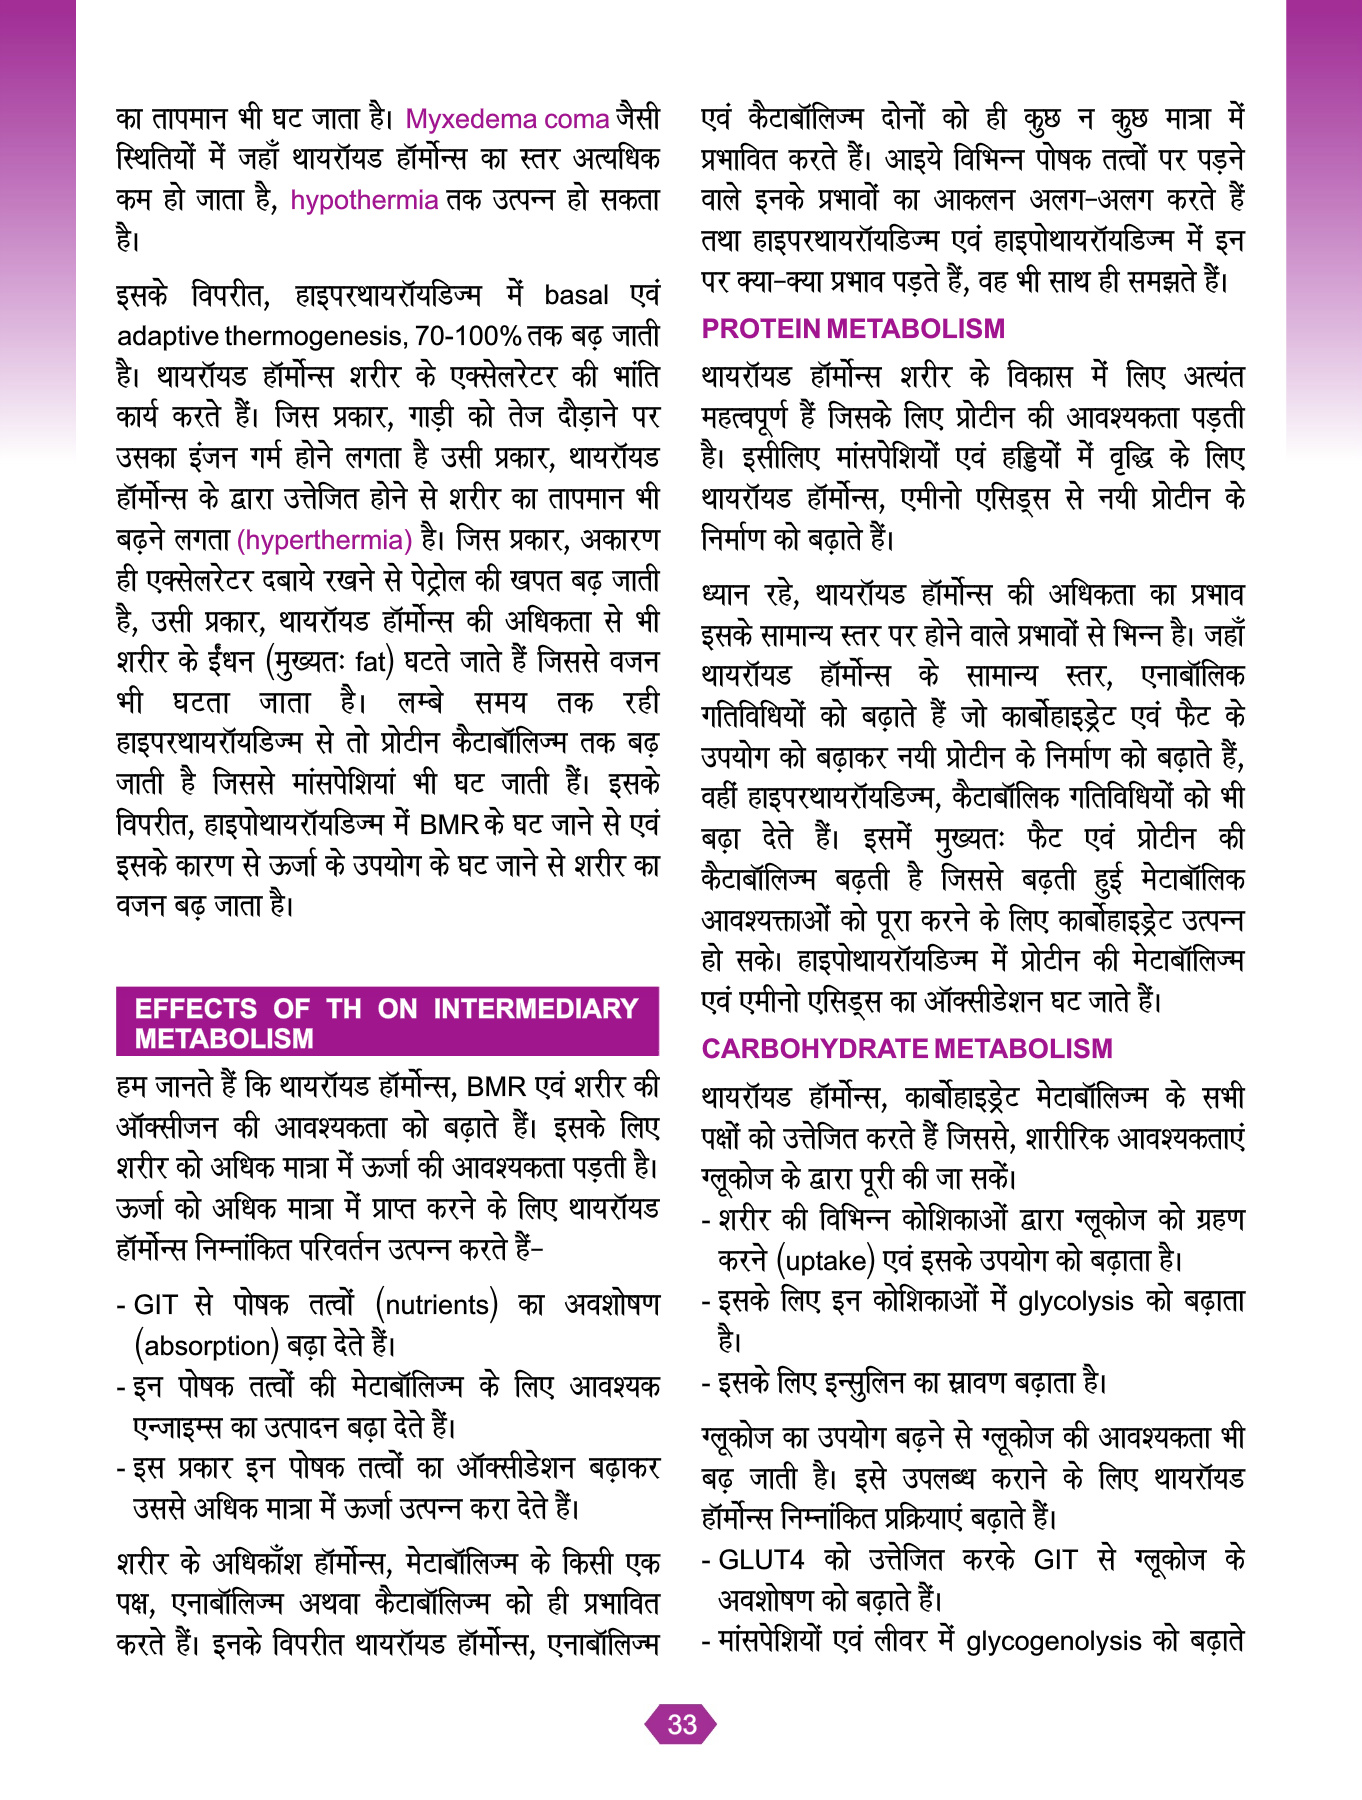 का तापमान भी घट जाता है। Myxedema coma जैसी
स्थितियों में जहाँ थायरॉयड हॉर्मोन्स का स्तर अत्यधिक
कम हो जाता है, hypothermia तक उत्पन्न हो सकता
है।
इसके विपरीत, हाइपरथायरॉयडिज्म में basal एवं
adaptive thermogenesis, 70-100% तक बढ़ जाती
है। थायरॉयड हॉर्मोन्स शरीर के एक्सेलरेटर की भांति
कार्य करते हैं। जिस प्रकार, गाड़ी को तेज दौड़ाने पर
उसका इंजन गर्म होने लगता है उसी प्रकार, थायरॉयड
हॉर्मोन्स के द्वारा उत्तेजित होने से शरीर का तापमान भी
बढ़ने लगता (hyperthermia) है। जिस प्रकार, अकारण
ही एक्सेलरेटर दबाये रखने से पेट्रोल की खपत बढ़ जाती
है, उसी प्रकार, थायरॉयड हॉर्मोन्स की अधिकता से भी
शरीर के ईंधन (मुख्यतः fat) घटते जाते हैं जिससे वजन
भी घटता जाता है। लम्बे समय तक रही
हाइपरथायरॉयडिज्म से तो प्रोटीन कैटाबॉलिज्म तक बढ़
जाती है जिससे मांसपेशियां भी घट जाती हैं। इसके
विपरीत, हाइपोथायरॉयडिज्म में BMR के घट जाने से एवं
इसके कारण से ऊर्जा के उपयोग के घट जाने से शरीर का
वजन बढ़ जाता है।
EFFECTS OF TH ON INTERMEDIARY
METABOLISM
हम जानते हैं कि थायरॉयड हॉर्मोन्स, BMR एवं शरीर की
ऑक्सीजन की आवश्यकता को बढ़ाते हैं। इसके लिए
शरीर को अधिक मात्रा में ऊर्जा की आवश्यकता पड़ती है।
ऊर्जा को अधिक मात्रा में प्राप्त करने के लिए थायरॉयड
हॉर्मोन्स निम्नांकित परिवर्तन उत्पन्न करते हैं-
- GIT से पोषक तत्वों (nutrients) का अवशोषण
(absorption) बढ़ा देते हैं।
- इन पोषक तत्वों की मेटाबॉलिज्म के लिए आवश्यक
एन्जाइम्स का उत्पादन बढ़ा देते हैं।
- इस प्रकार इन पोषक तत्वों का ऑक्सीडेशन बढ़ाकर
उससे अधिक मात्रा में ऊर्जा उत्पन्न करा देते हैं।
शरीर के अधिकाँश हॉर्मोन्स, मेटाबॉलिज्म के किसी एक
पक्ष, एनाबॉलिज्म अथवा कैटाबॉलिज्म को ही प्रभावित
करते हैं। इनके विपरीत थायरॉयड हॉर्मोन्स, एनाबॉलिज्म
एवं कैटाबॉलिज्म दोनों को ही कुछ न कुछ मात्रा में
प्रभावित करते हैं। आइये विभिन्न पोषक तत्वों पर पड़ने
वाले इनके प्रभावों का आकलन अलग-अलग करते हैं
तथा हाइपरथायरॉयडिज्म एवं हाइपोथायरॉयडिज्म में इन
पर क्या-क्या प्रभाव पड़ते हैं, वह भी साथ ही समझते हैं।
PROTEIN METABOLISM
थायरॉयड हॉर्मोन्स शरीर के विकास में लिए अत्यंत
महत्वपूर्ण हैं जिसके लिए प्रोटीन की आवश्यकता पड़ती
है। इसीलिए मांसपेशियों एवं हड्डियों में वृद्धि के लिए
थायरॉयड हॉर्मोन्स, एमीनो एसिड्स से नयी प्रोटीन के
निर्माण को बढ़ाते हैं।
ध्यान रहे, थायरॉयड हॉर्मोन्स की अधिकता का प्रभाव
इसके सामान्य स्तर पर होने वाले प्रभावों से भिन्न है। जहाँ
थायरॉयड हॉर्मोन्स के सामान्य स्तर, एनाबॉलिक
गतिविधियों को बढ़ाते हैं जो कार्बोहाइड्रेट एवं फैट के
उपयोग को बढ़ाकर नयी प्रोटीन के निर्माण को बढ़ाते हैं,
वहीं हाइपरथायरॉयडिज्म, कैटाबॉलिक गतिविधियों को भी
बढ़ा देते हैं। इसमें मुख्यतः फैट एवं प्रोटीन की
कैटाबॉलिज्म बढ़ती है जिससे बढ़ती हुई मेटाबॉलिक
आवश्यक्ताओं को पूरा करने के लिए कार्बोहाइड्रेट उत्पन्न
हो सके। हाइपोथायरॉयडिज्म में प्रोटीन की मेटाबॉलिज्म
एवं एमीनो एसिड्स का ऑक्सीडेशन घट जाते हैं।
CARBOHYDRATE METABOLISM
थायरॉयड हॉर्मोन्स, कार्बोहाइड्रेट मेटाबॉलिज्म के सभी
पक्षों को उत्तेजित करते हैं जिससे, शारीरिक आवश्यकताएं
ग्लूकोज के द्वारा पूरी की जा सकें।
- शरीर की विभिन्न कोशिकाओं द्वारा ग्लूकोज को ग्रहण
करने (uptake) एवं इसके उपयोग को बढ़ाता है।
- इसके लिए इन कोशिकाओं में glycolysis को बढ़ाता
है।
- इसके लिए इन्सुलिन का स्रावण बढ़ाता है।
ग्लूकोज का उपयोग बढ़ने से ग्लूकोज की आवश्यकता भी
बढ़ जाती है। इसे उपलब्ध कराने के लिए थायरॉयड
हॉर्मोन्स निम्नांकित प्रक्रियाएं बढ़ाते हैं।
- GLUT4 को उत्तेजित करके GIT से ग्लूकोज के
अवशोषण को बढ़ाते हैं।
- मांसपेशियों एवं लीवर में glycogenolysis को बढ़ाते
33